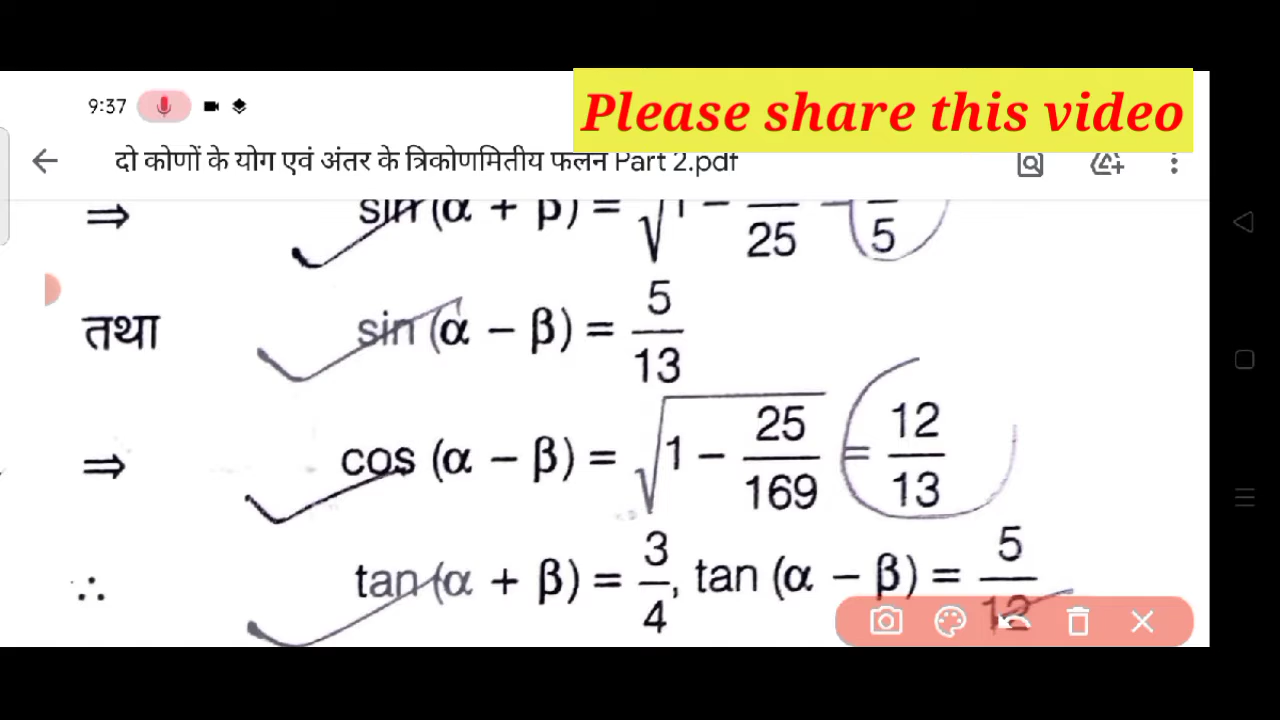 9:37
Please share this video
दो कोणों के योग एवं अंतर के त्रिकोणमितीय फलन Part 2.pdf
⇒ sin (α + β) = √1 − /25 = /5
तथा sin (α − β) = 5/13
⇒ cos (α − β) = √1 − 25/169 = 12/13
∴ tan (α + β) = 3/4, tan (α − β) = 5/12